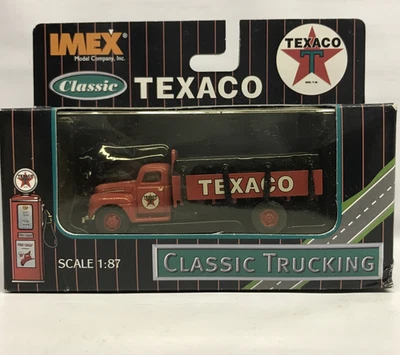 IMEX
Model Company, Inc.
TEXACO
T
Classic
TEXACO
TEXACO
SCALE 1:87
CLASSIC TRUCKING